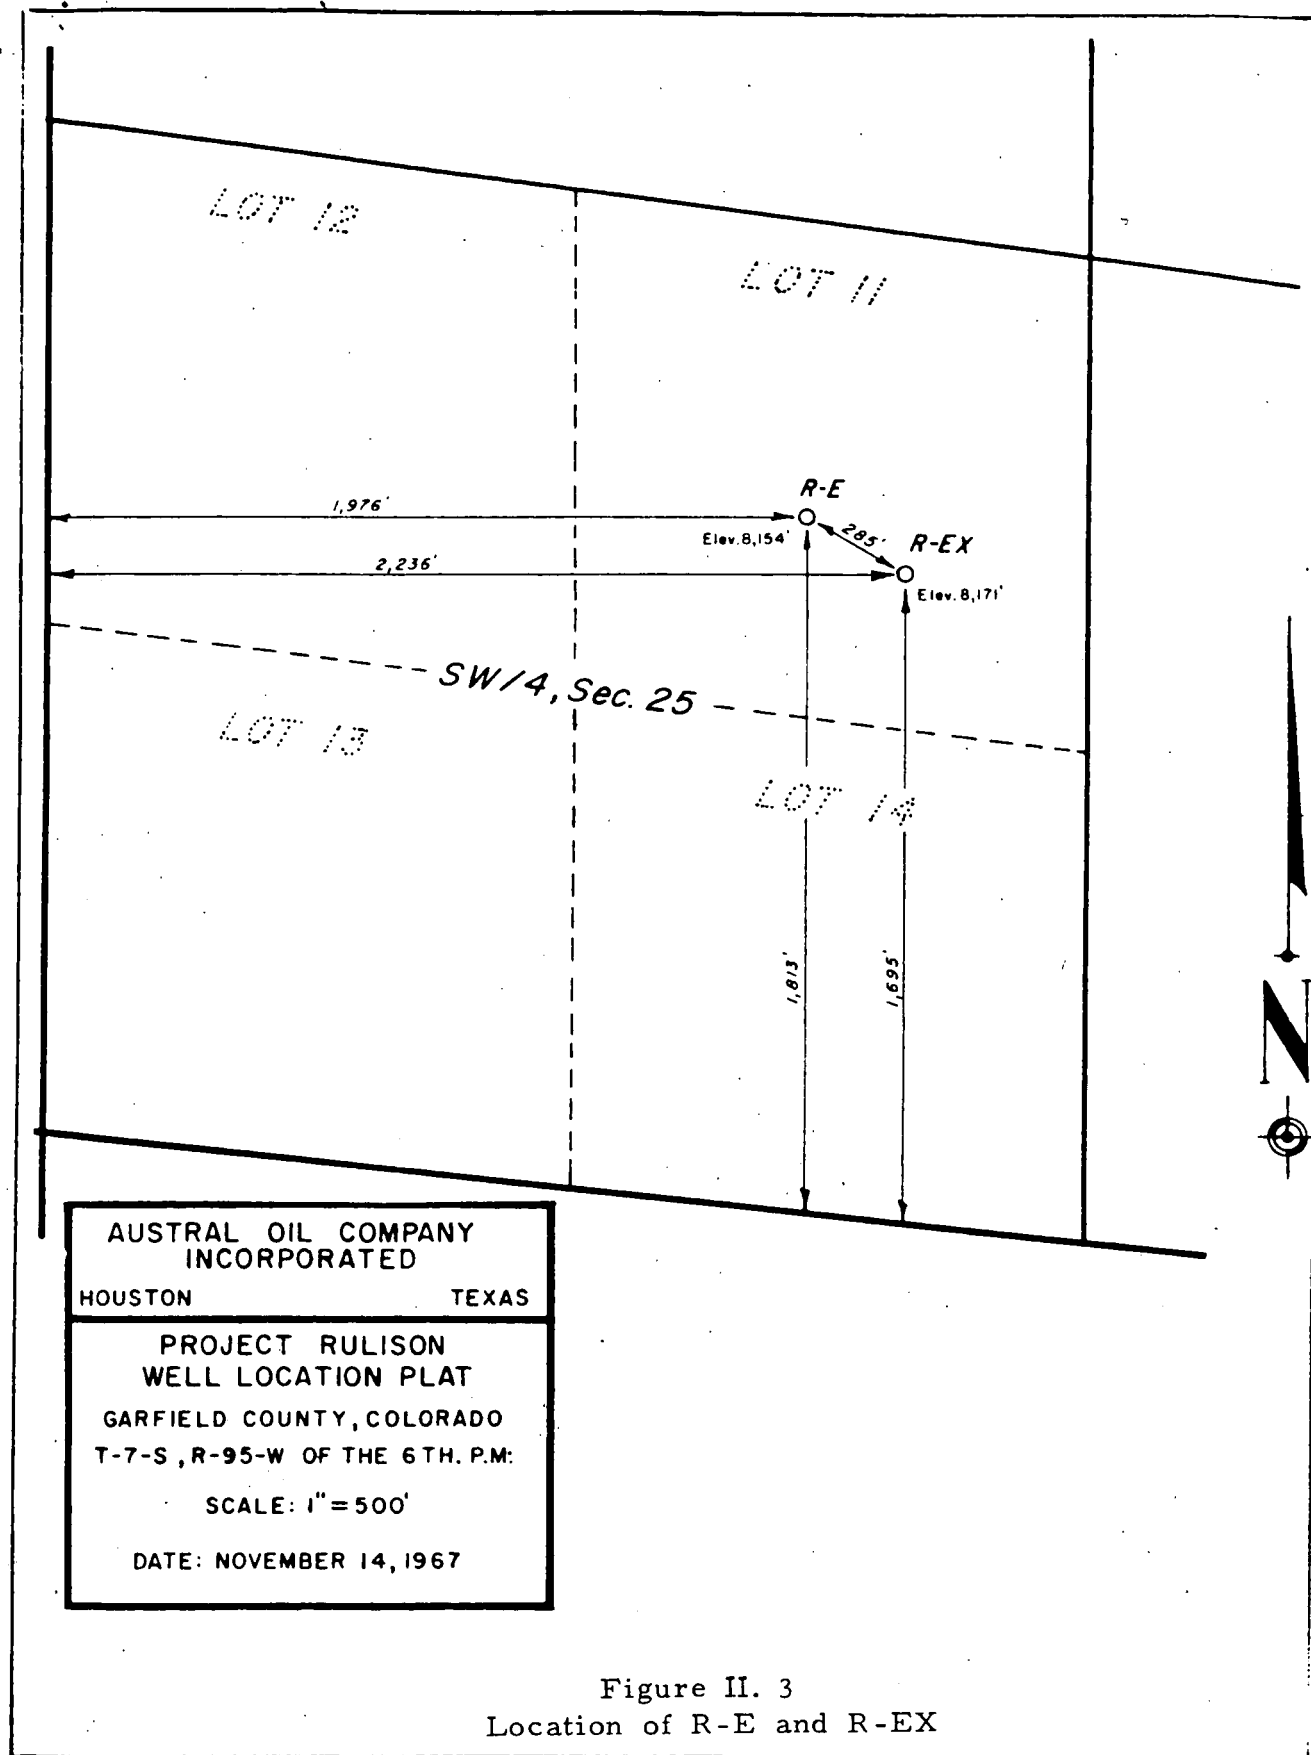 LOT 12
LOT 11
1,976'
R-E
Elev. 8,154'
285'
R-EX
2,236'
Elev. 8,171'
SW/4, Sec. 25
LOT 13
LOT 14
1,813'
1,695'
N
AUSTRAL OIL COMPANY
INCORPORATED
HOUSTON TEXAS
PROJECT RULISON
WELL LOCATION PLAT
GARFIELD COUNTY, COLORADO
T-7-S, R-95-W OF THE 6TH. P.M:
SCALE: 1" = 500'
DATE: NOVEMBER 14, 1967
Figure II. 3
Location of R-E and R-EX